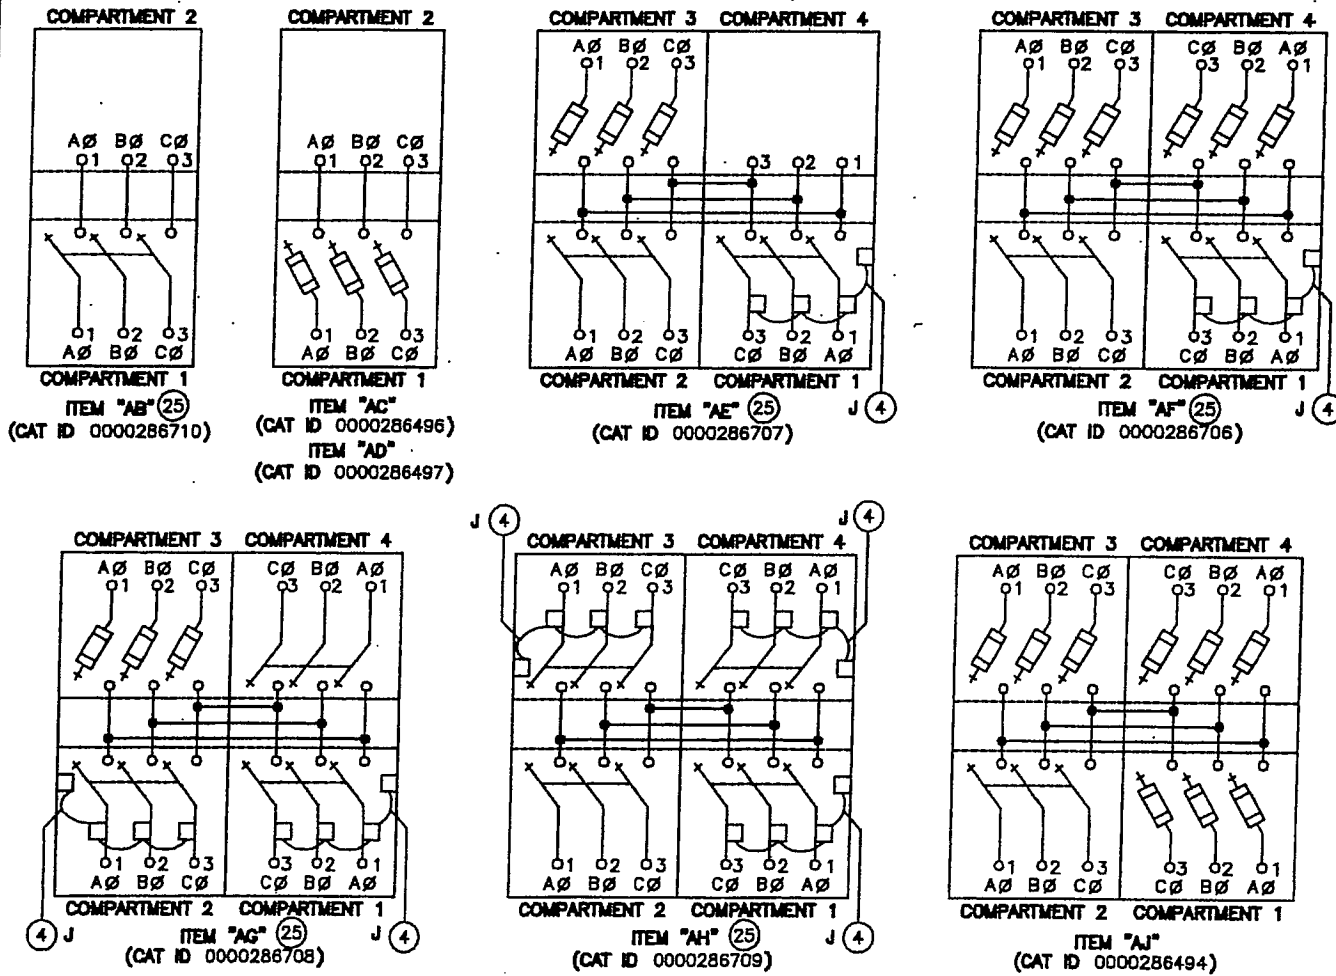 COMPARTMENT 2
AØ BØ CØ
1 2 3
1 2 3
AØ BØ CØ
COMPARTMENT 1
ITEM "AB" 25
(CAT ID 0000286710)
COMPARTMENT 2
AØ BØ CØ
1 2 3
1 2 3
AØ BØ CØ
COMPARTMENT 1
ITEM "AC"
(CAT ID 0000286496)
ITEM "AD"
(CAT ID 0000286497)
COMPARTMENT 3 COMPARTMENT 4
AØ BØ CØ
1 2 3
3 2 1
1 2 3 3 2 1
AØ BØ CØ CØ BØ AØ
COMPARTMENT 2 COMPARTMENT 1
ITEM "AE" 25 J 4
(CAT ID 0000286707)
COMPARTMENT 3 COMPARTMENT 4
AØ BØ CØ CØ BØ AØ
1 2 3 3 2 1
1 2 3 3 2 1
AØ BØ CØ CØ BØ AØ
COMPARTMENT 2 COMPARTMENT 1
ITEM "AF" 25 J 4
(CAT ID 0000286706)
COMPARTMENT 3 COMPARTMENT 4
AØ BØ CØ CØ BØ AØ
1 2 3 3 2 1
1 2 3 3 2 1
AØ BØ CØ CØ BØ AØ
COMPARTMENT 2 COMPARTMENT 1
4 J ITEM "AG" 25 J 4
(CAT ID 0000286708)
J 4 J 4
COMPARTMENT 3 COMPARTMENT 4
AØ BØ CØ CØ BØ AØ
1 2 3 3 2 1
1 2 3 3 2 1
AØ BØ CØ CØ BØ AØ
COMPARTMENT 2 COMPARTMENT 1
ITEM "AH" 25 J 4
(CAT ID 0000286709)
COMPARTMENT 3 COMPARTMENT 4
AØ BØ CØ CØ BØ AØ
1 2 3 3 2 1
1 2 3 3 2 1
AØ BØ CØ CØ BØ AØ
COMPARTMENT 2 COMPARTMENT 1
ITEM "AJ"
(CAT ID 0000286494)